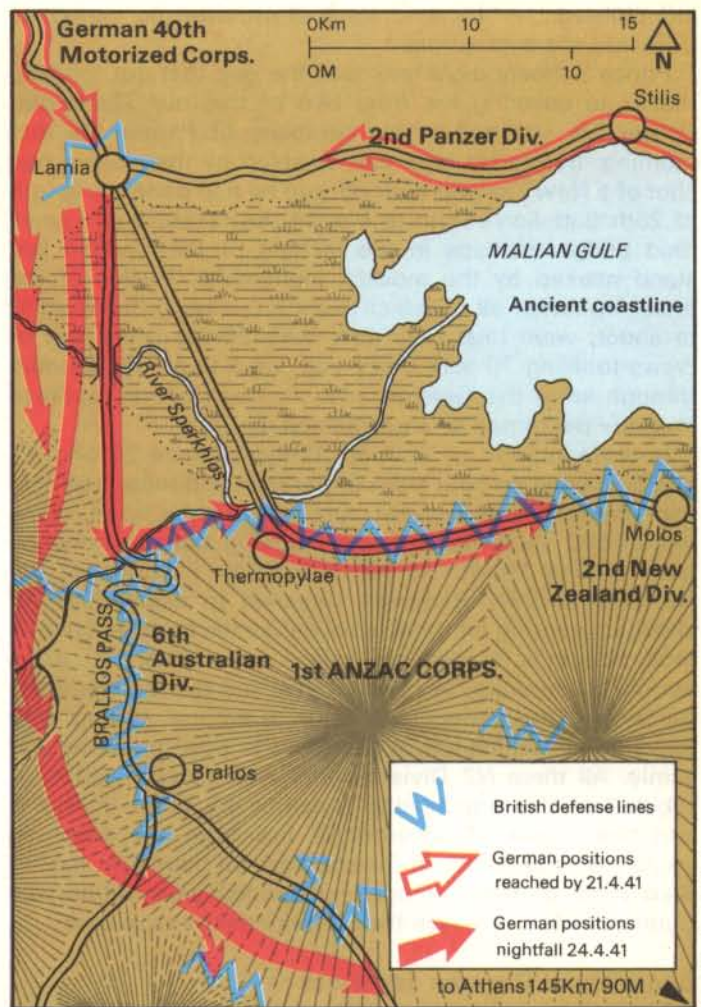 German 40th
Motorized Corps.
0Km
15
0M
10
N
Stilis
2nd Panzer Div.
Lamia
MALIAN GULF
Ancient coastline
River Sperkhios
Molos
Thermopylae
2nd New
Zealand Div.
BRALLOS PASS
6th
Australian
Div.
1st ANZAC CORPS.
Brallos
British defense lines
German positions
reached by 21.4.41
German positions
nightfall 24.4.41
to Athens 145Km/90M